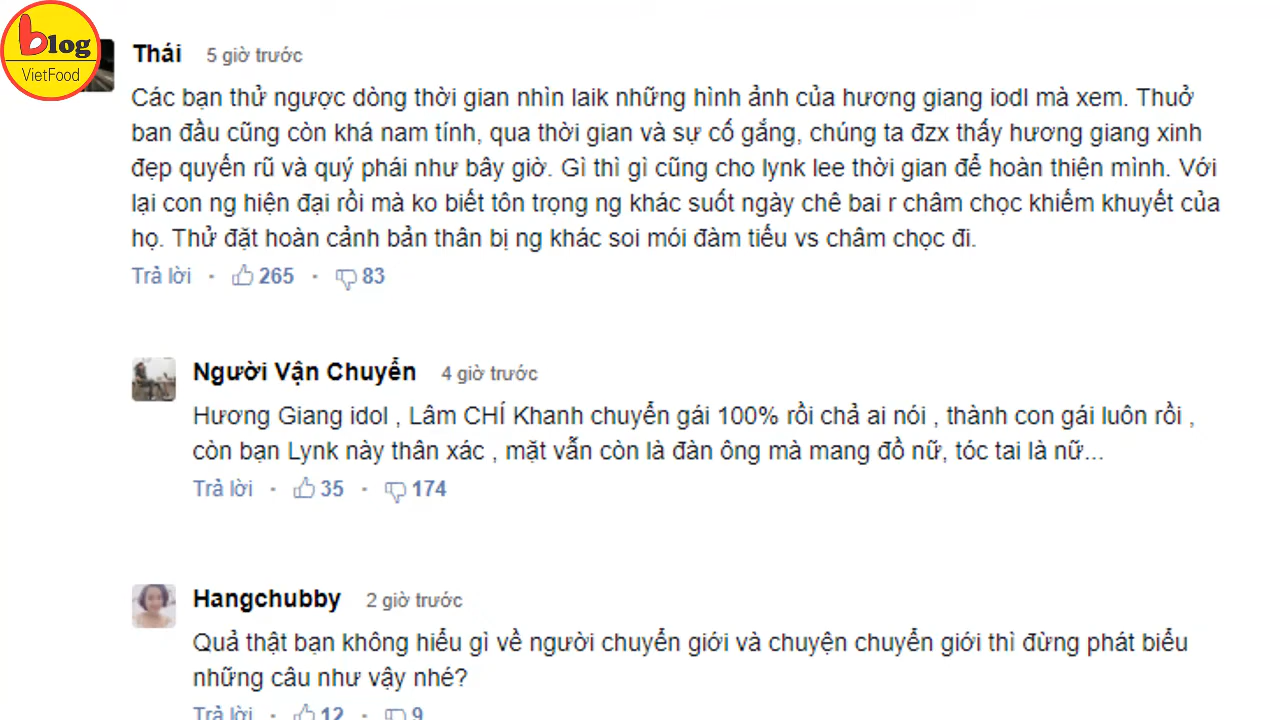 blog
VietFood
Thái 5 giờ trước
Các bạn thử ngược dòng thời gian nhìn laik những hình ảnh của hương giang iodl mà xem. Thuở
ban đầu cũng còn khá nam tính, qua thời gian và sự cố gắng, chúng ta đzx thấy hương giang xinh
đẹp quyến rũ và quý phái như bây giờ. Gì thì gì cũng cho lynk lee thời gian để hoàn thiện mình. Với
lại con ng hiện đại rồi mà ko biết tôn trọng ng khác suốt ngày chê bai r châm chọc khiếm khuyết của
họ. Thử đặt hoàn cảnh bản thân bị ng khác soi mói đàm tiếu vs châm chọc đi.
Trả lời · 265 · 83
Người Vận Chuyển 4 giờ trước
Hương Giang idol , Lâm CHÍ Khanh chuyển gái 100% rồi chả ai nói , thành con gái luôn rồi ,
còn bạn Lynk này thân xác , mặt vẫn còn là đàn ông mà mang đồ nữ, tóc tai là nữ...
Trả lời · 35 · 174
Hangchubby 2 giờ trước
Quả thật bạn không hiểu gì về người chuyển giới và chuyện chuyển giới thì đừng phát biểu
những câu như vậy nhé?
Trả lời · 12 · 9